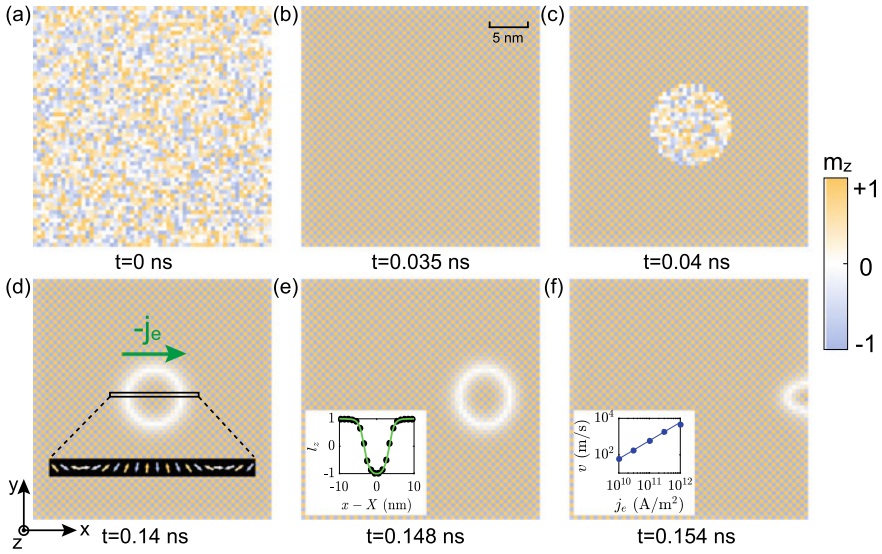 (a) (b) (c)
5 nm
t=0 ns t=0.035 ns t=0.04 ns
m_z
+1
0
-1
(d) (e) (f)
-j_e
l_z
1
0
-1
-10 0 10
x − X (nm)
v (m/s)
10^4
10^2
10^10 10^11 10^12
j_e (A/m^2)
y
z x
t=0.14 ns t=0.148 ns t=0.154 ns